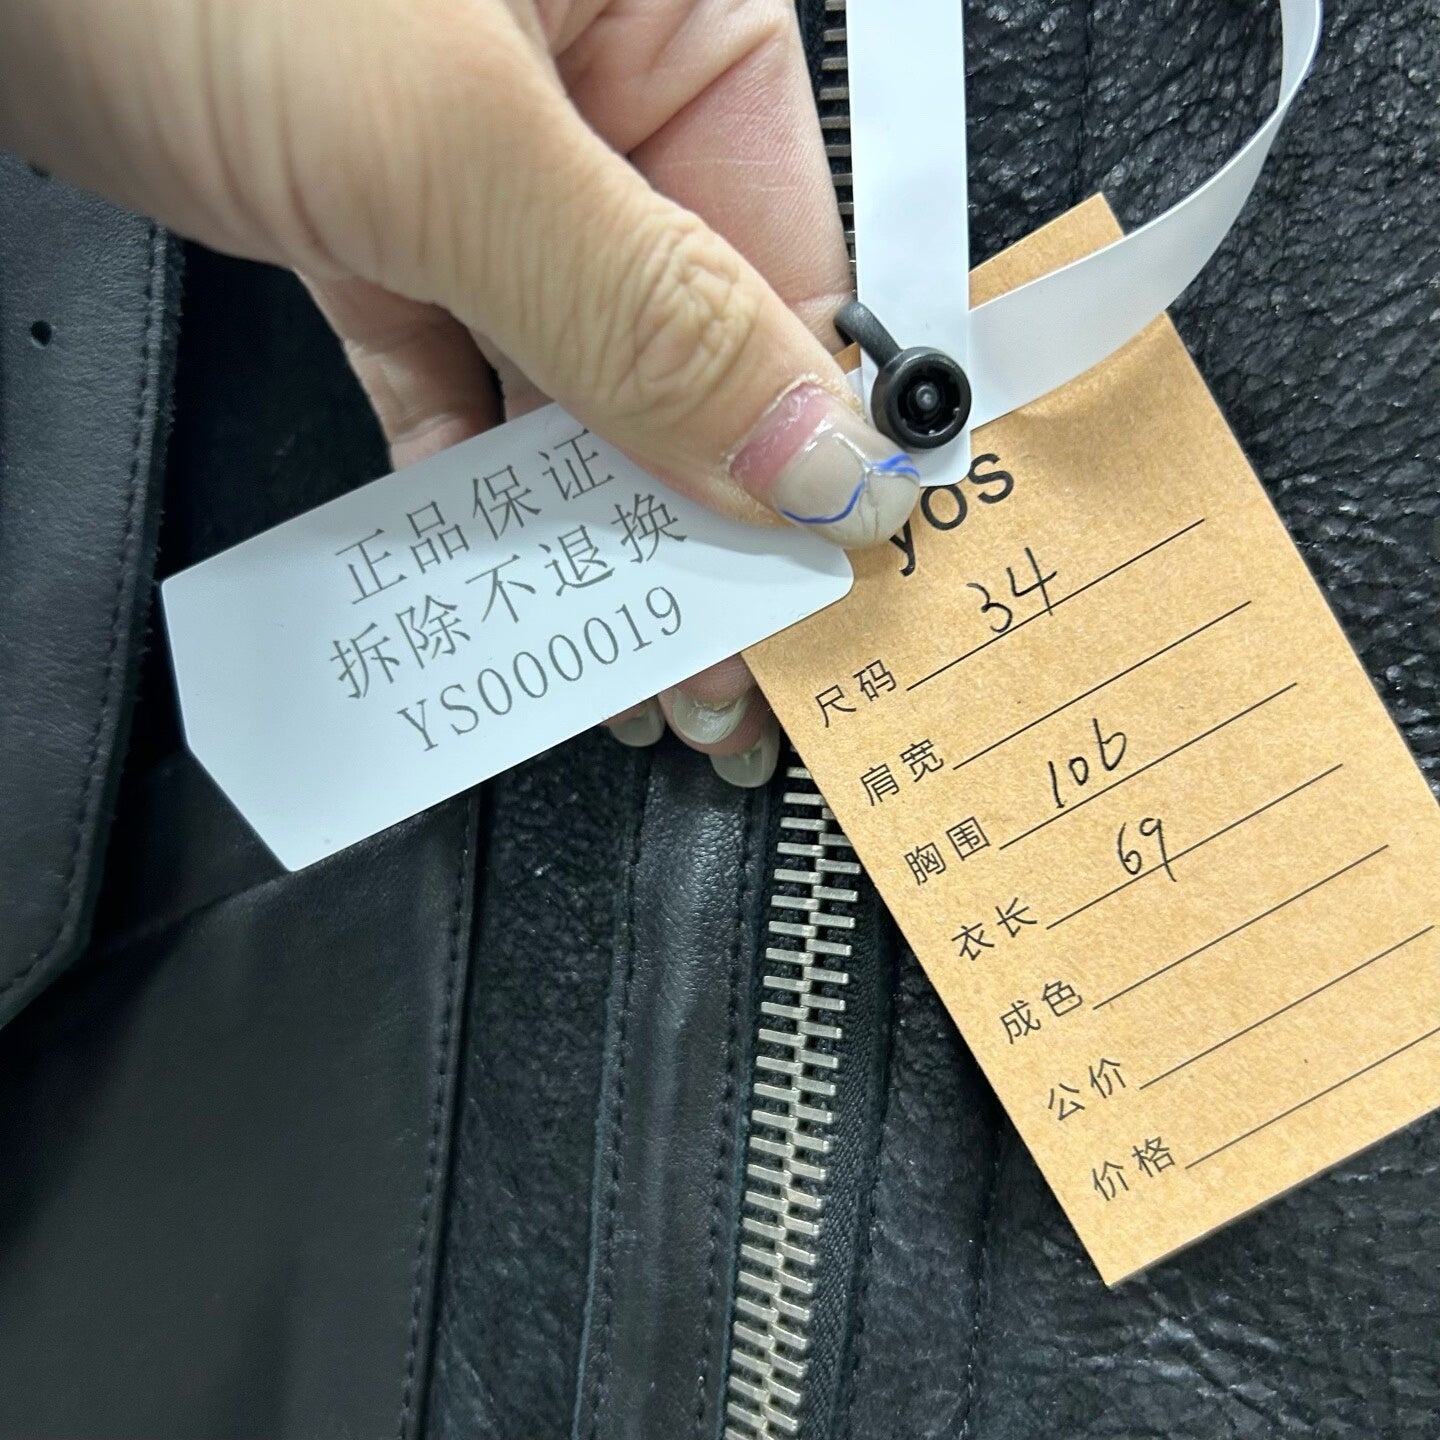 正品保证
拆除不退换
YS000019
yos
尺码 34
肩宽
胸围 106
衣长 69
成色
公价
价格